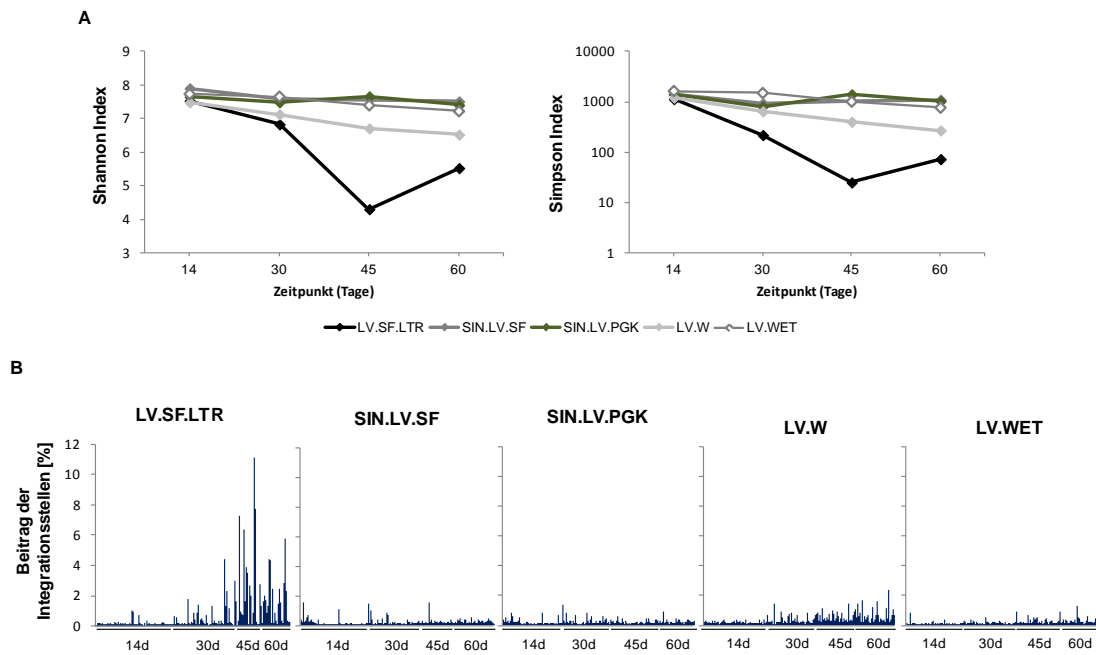 A
Shannon Index
9
8
7
6
5
4
3
14 30 45 60
Zeitpunkt (Tage)
Simpson Index
10000
1000
100
10
1
14 30 45 60
Zeitpunkt (Tage)
LV.SF.LTR SIN.LV.SF SIN.LV.PGK LV.W LV.WET
B
LV.SF.LTR SIN.LV.SF SIN.LV.PGK LV.W LV.WET
Beitrag der
Integrationsstellen [%]
12
10
8
6
4
2
0
14d 30d 45d 60d 14d 30d 45d 60d 14d 30d 45d 60d 14d 30d 45d 60d 14d 30d 45d 60d